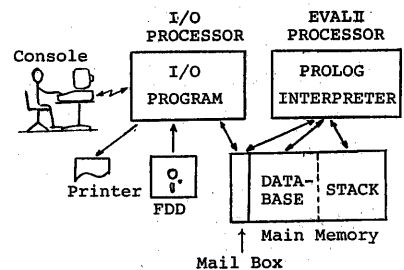 I/O
PROCESSOR
EVALII
PROCESSOR
Console
I/O
PROGRAM
PROLOG
INTERPRETER
Printer
FDD
DATA-
BASE
STACK
Main Memory
Mail Box